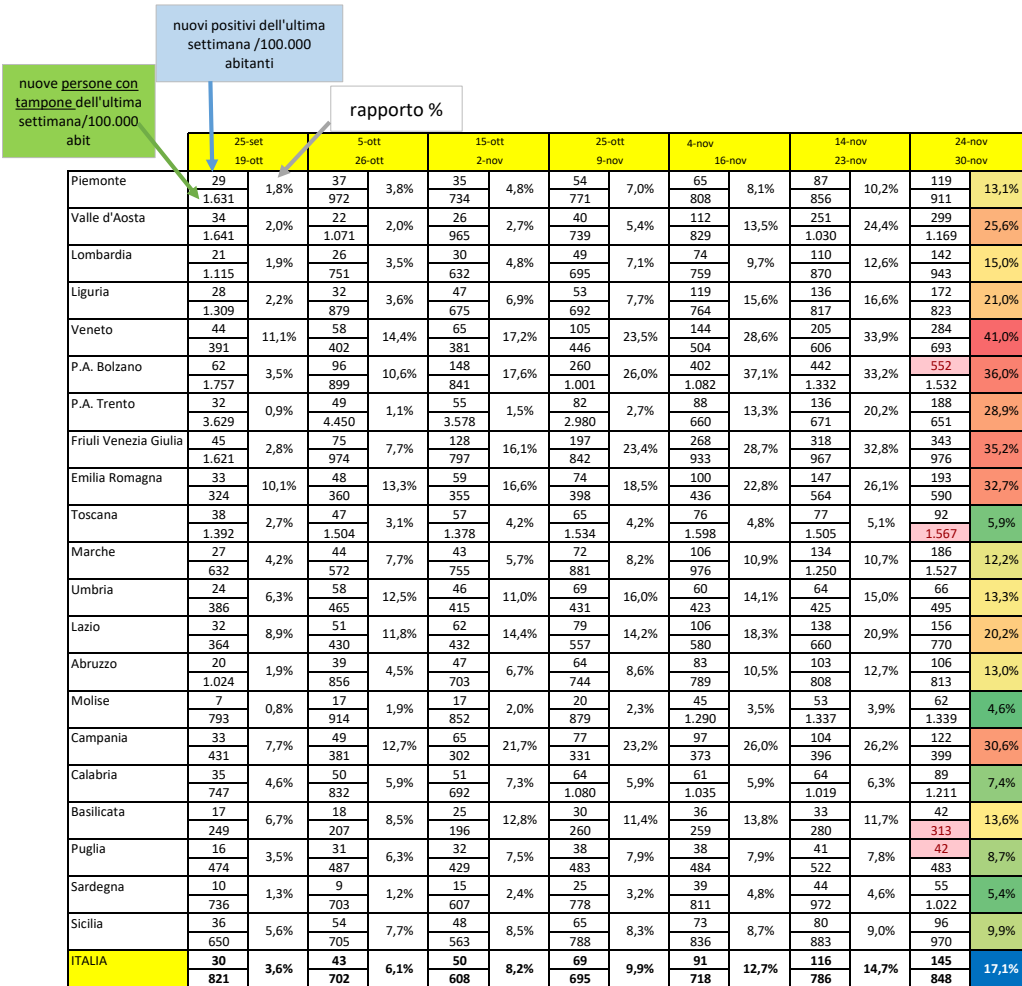 nuovi positivi dell'ultima
settimana /100.000
abitanti
nuove persone con
tampone dell'ultima
settimana/100.000
abit
rapporto %
25-set 5-ott 15-ott 25-ott 4-nov 14-nov 24-nov
19-ott 26-ott 2-nov 9-nov 16-nov 23-nov 30-nov
Piemonte 29 1,8% 37 3,8% 35 4,8% 54 7,0% 65 8,1% 87 10,2% 119 13,1%
1.631 972 734 771 808 856 911
Valle d'Aosta 34 2,0% 22 2,0% 26 2,7% 40 5,4% 112 13,5% 251 24,4% 299 25,6%
1.641 1.071 965 739 829 1.030 1.169
Lombardia 21 1,9% 26 3,5% 30 4,8% 49 7,1% 74 9,7% 110 12,6% 142 15,0%
1.115 751 632 695 759 870 943
Liguria 28 2,2% 32 3,6% 47 6,9% 53 7,7% 119 15,6% 136 16,6% 172 21,0%
1.309 879 675 692 764 817 823
Veneto 44 11,1% 58 14,4% 65 17,2% 105 23,5% 144 28,6% 205 33,9% 284 41,0%
391 402 381 446 504 606 693
P.A. Bolzano 62 3,5% 96 10,6% 148 17,6% 260 26,0% 402 37,1% 442 33,2% 552 36,0%
1.757 899 841 1.001 1.082 1.332 1.532
P.A. Trento 32 0,9% 49 1,1% 55 1,5% 82 2,7% 88 13,3% 136 20,2% 188 28,9%
3.629 4.450 3.578 2.980 660 671 651
Friuli Venezia Giulia 45 2,8% 75 7,7% 128 16,1% 197 23,4% 268 28,7% 318 32,8% 343 35,2%
1.621 974 797 842 933 967 976
Emilia Romagna 33 10,1% 48 13,3% 59 16,6% 74 18,5% 100 22,8% 147 26,1% 193 32,7%
324 360 355 398 436 564 590
Toscana 38 2,7% 47 3,1% 57 4,2% 65 4,2% 76 4,8% 77 5,1% 92 5,9%
1.392 1.504 1.378 1.534 1.598 1.505 1.567
Marche 27 4,2% 44 7,7% 43 5,7% 72 8,2% 106 10,9% 134 10,7% 186 12,2%
632 572 755 881 976 1.250 1.527
Umbria 24 6,3% 58 12,5% 46 11,0% 69 16,0% 60 14,1% 64 15,0% 66 13,3%
386 465 415 431 423 425 495
Lazio 32 8,9% 51 11,8% 62 14,4% 79 14,2% 106 18,3% 138 20,9% 156 20,2%
364 430 432 557 580 660 770
Abruzzo 20 1,9% 39 4,5% 47 6,7% 64 8,6% 83 10,5% 103 12,7% 106 13,0%
1.024 856 703 744 789 808 813
Molise 7 0,8% 17 1,9% 17 2,0% 20 2,3% 45 3,5% 53 3,9% 62 4,6%
793 914 852 879 1.290 1.337 1.339
Campania 33 7,7% 49 12,7% 65 21,7% 77 23,2% 97 26,0% 104 26,2% 122 30,6%
431 381 302 331 373 396 399
Calabria 35 4,6% 50 5,9% 51 7,3% 64 5,9% 61 5,9% 64 6,3% 89 7,4%
747 832 692 1.080 1.035 1.019 1.211
Basilicata 17 6,7% 18 8,5% 25 12,8% 30 11,4% 36 13,8% 33 11,7% 42 13,6%
249 207 196 260 259 280 313
Puglia 16 3,5% 31 6,3% 32 7,5% 38 7,9% 38 7,9% 41 7,8% 42 8,7%
474 487 429 483 484 522 483
Sardegna 10 1,3% 9 1,2% 15 2,4% 25 3,2% 39 4,8% 44 4,6% 55 5,4%
736 703 607 778 811 972 1.022
Sicilia 36 5,6% 54 7,7% 48 8,5% 65 8,3% 73 8,7% 80 9,0% 96 9,9%
650 705 563 788 836 883 970
ITALIA 30 3,6% 43 6,1% 50 8,2% 69 9,9% 91 12,7% 116 14,7% 145 17,1%
821 702 608 695 718 786 848